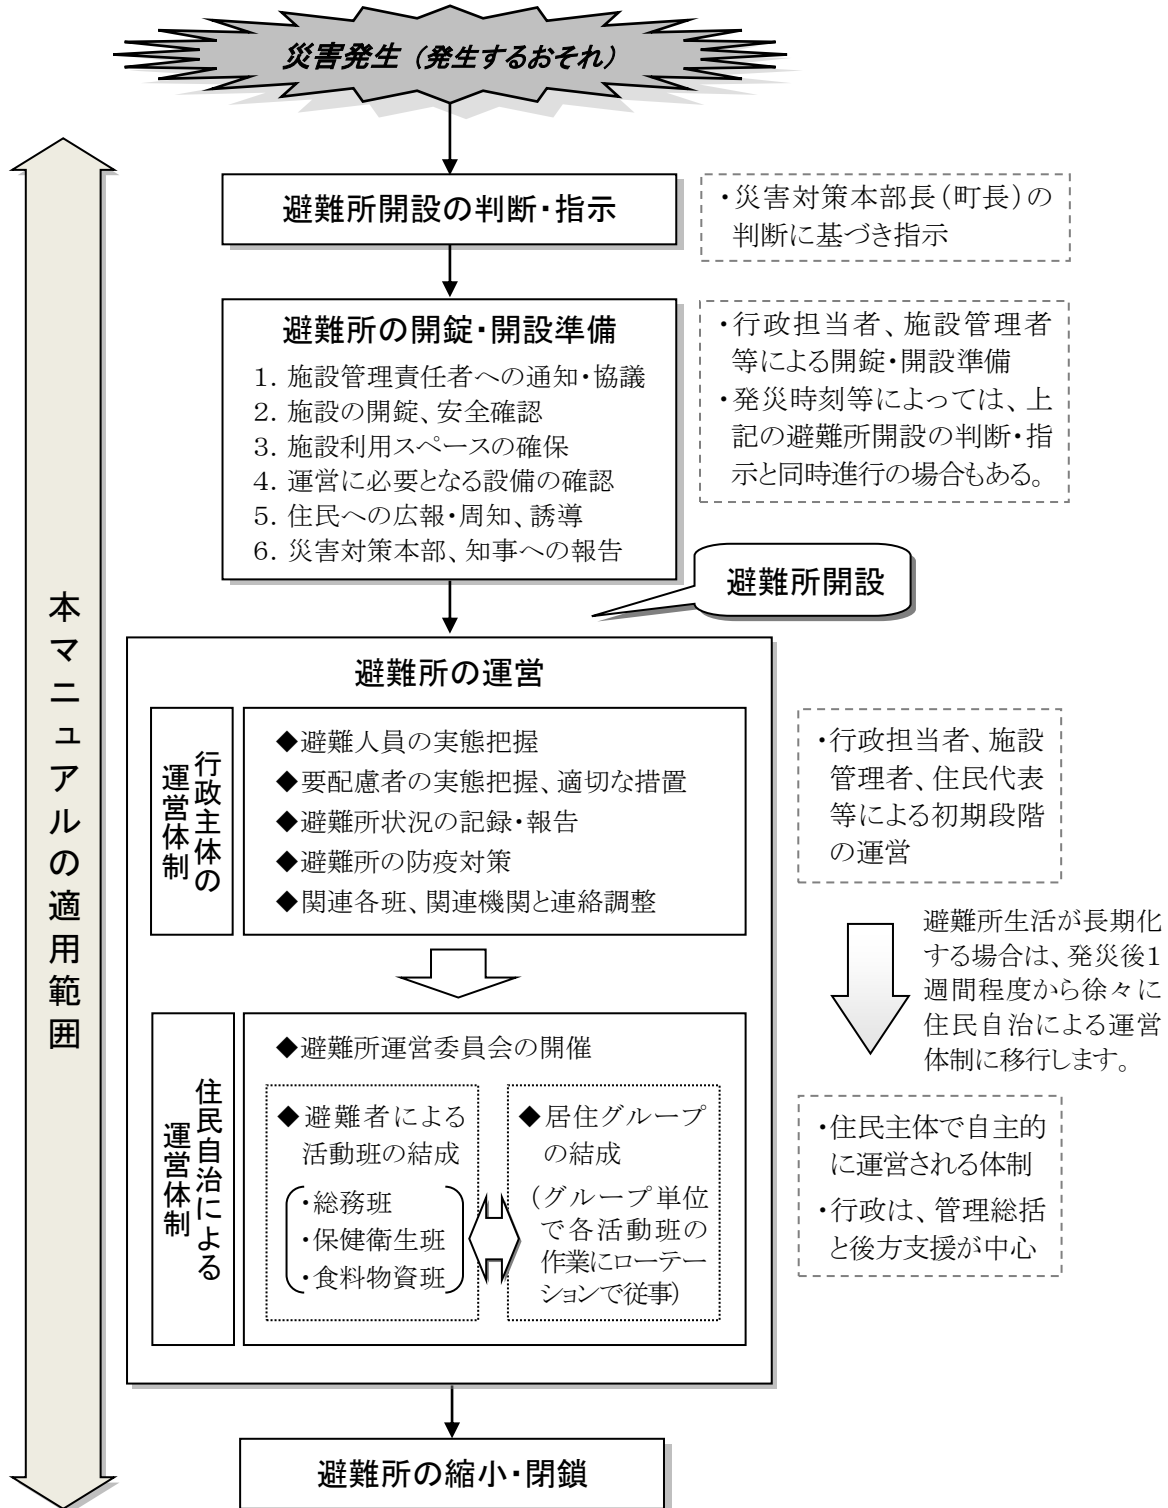 災害発生（発生するおそれ）
避難所開設の判断・指示
・災害対策本部長（町長）の
判断に基づき指示
避難所の開錠・開設準備
1. 施設管理責任者への通知・協議
2. 施設の開錠、安全確認
3. 施設利用スペースの確保
4. 運営に必要となる設備の確認
5. 住民への広報・周知、誘導
6. 災害対策本部、知事への報告
・行政担当者、施設管理者
等による開錠・開設準備
・発災時刻等によっては、上
記の避難所開設の判断・指
示と同時進行の場合もある。
避難所開設
本マニュアルの適用範囲
避難所の運営
行政主体の
運営体制
◆避難人員の実態把握
◆要配慮者の実態把握、適切な措置
◆避難所状況の記録・報告
◆避難所の防疫対策
◆関連各班、関連機関と連絡調整
・行政担当者、施設
管理者、住民代表
等による初期段階
の運営
避難所生活が長期化
する場合は、発災後1
週間程度から徐々に
住民自治による運営
体制に移行します。
住民自治による
運営体制
◆避難所運営委員会の開催
◆避難者による
活動班の結成
・総務班
・保健衛生班
・食料物資班
◆居住グループ
の結成
（グループ単位
で各活動班の
作業にローテー
ションで従事）
・住民主体で自主的
に運営される体制
・行政は、管理総括
と後方支援が中心
避難所の縮小・閉鎖